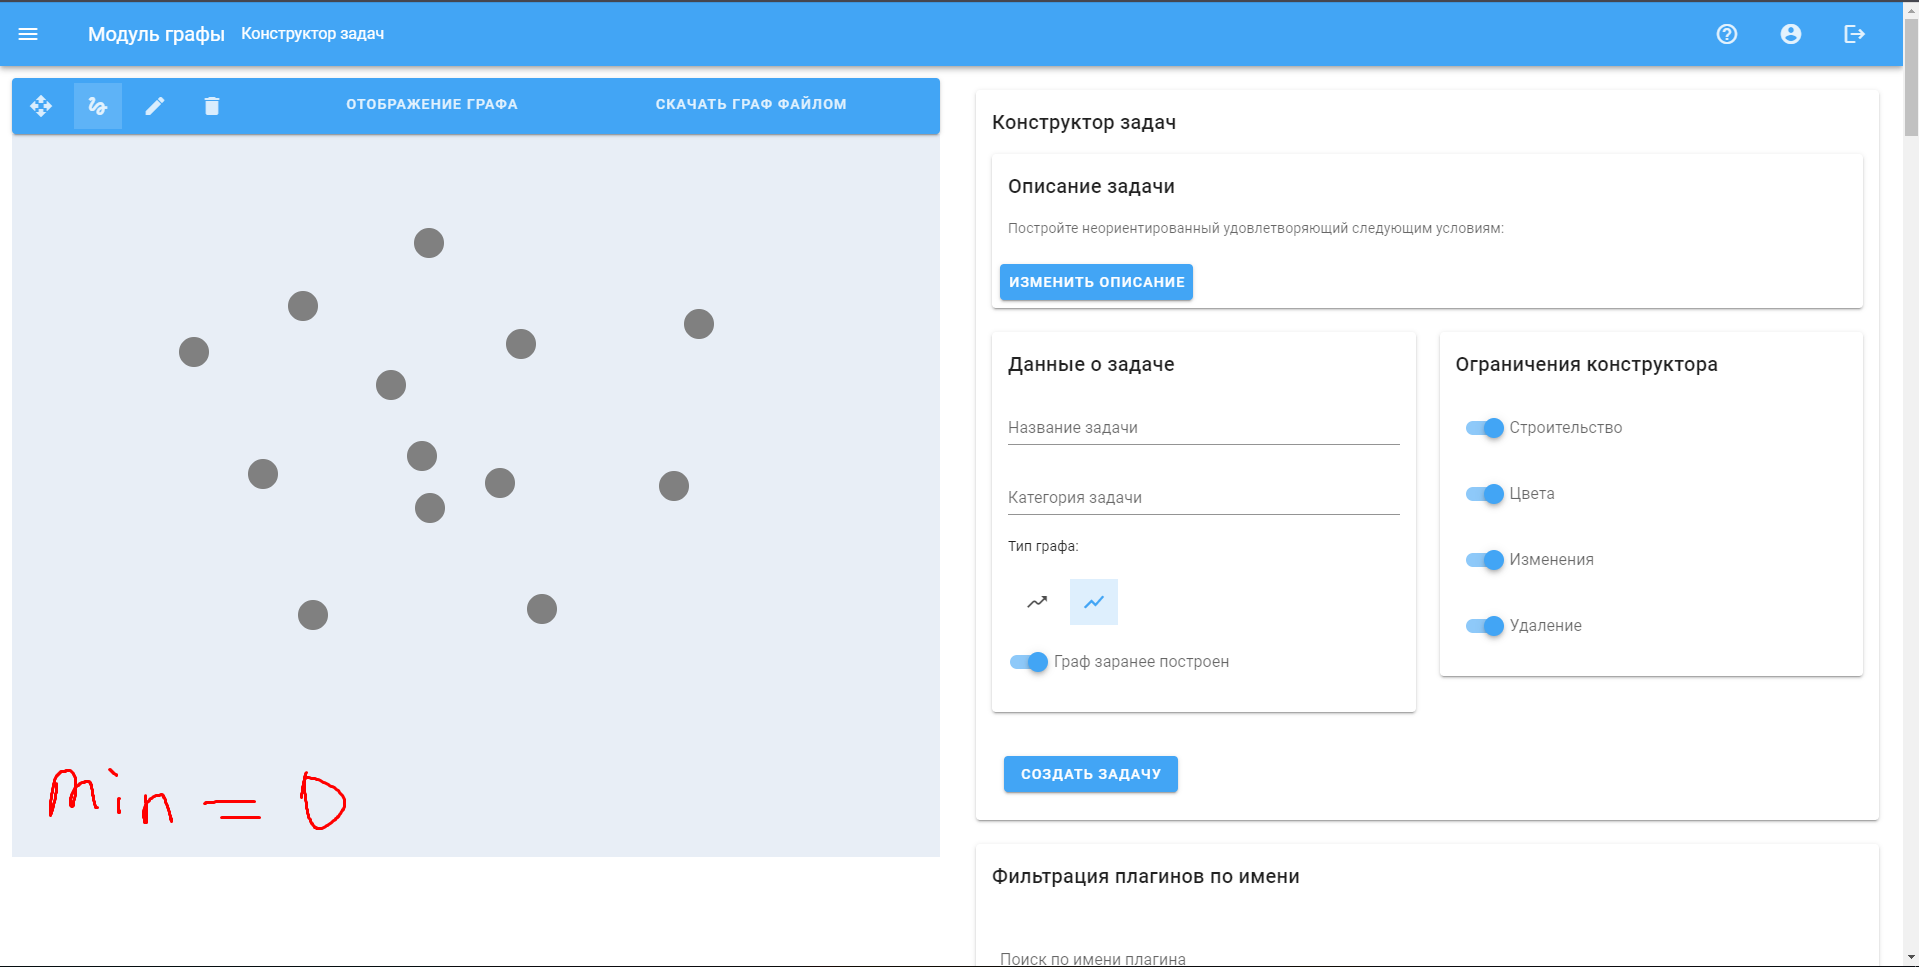 Модуль графы Конструктор задач
ОТОБРАЖЕНИЕ ГРАФА СКАЧАТЬ ГРАФ ФАЙЛОМ
min = 0
Конструктор задач
Описание задачи
Постройте неориентированный удовлетворяющий следующим условиям:
ИЗМЕНИТЬ ОПИСАНИЕ
Данные о задаче
Название задачи
Категория задачи
Тип графа:
Граф заранее построен
Ограничения конструктора
Строительство
Цвета
Изменения
Удаление
СОЗДАТЬ ЗАДАЧУ
Фильтрация плагинов по имени
Поиск по имени плагина